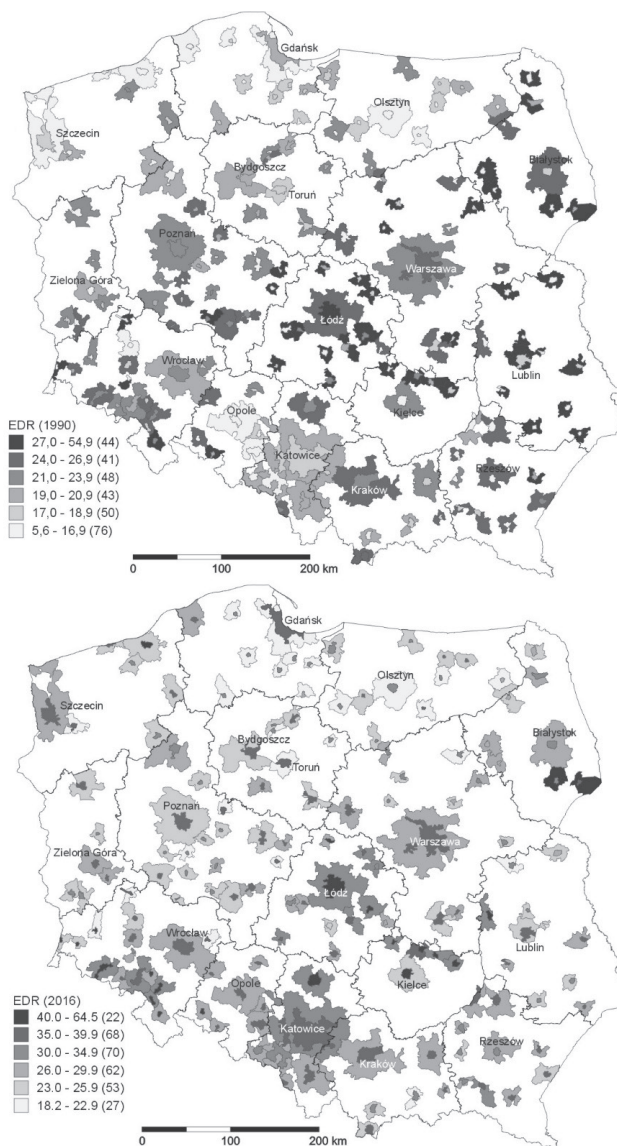 Gdańsk
Olsztyn
Szczecin
Białystok
Bydgoszcz
Toruń
Poznań
Warszawa
Zielona Góra
Łódź
Wrocław
Lublin
Opole
Kielce
EDR (1990)
27,0 - 54,9 (44)
24,0 - 26,9 (41)
21,0 - 23,9 (48)
19,0 - 20,9 (43)
17,0 - 18,9 (50)
5,6 - 16,9 (76)
Katowice
Kraków
Rzeszów
0 100 200 km
Gdańsk
Olsztyn
Szczecin
Białystok
Bydgoszcz
Toruń
Poznań
Warszawa
Zielona Góra
Łódź
Wrocław
Lublin
Opole
Kielce
EDR (2016)
40.0 - 64.5 (22)
35.0 - 39.9 (68)
30.0 - 34.9 (70)
26.0 - 29.9 (62)
23.0 - 25.9 (53)
18.2 - 22.9 (27)
Katowice
Kraków
Rzeszów
0 100 200 km